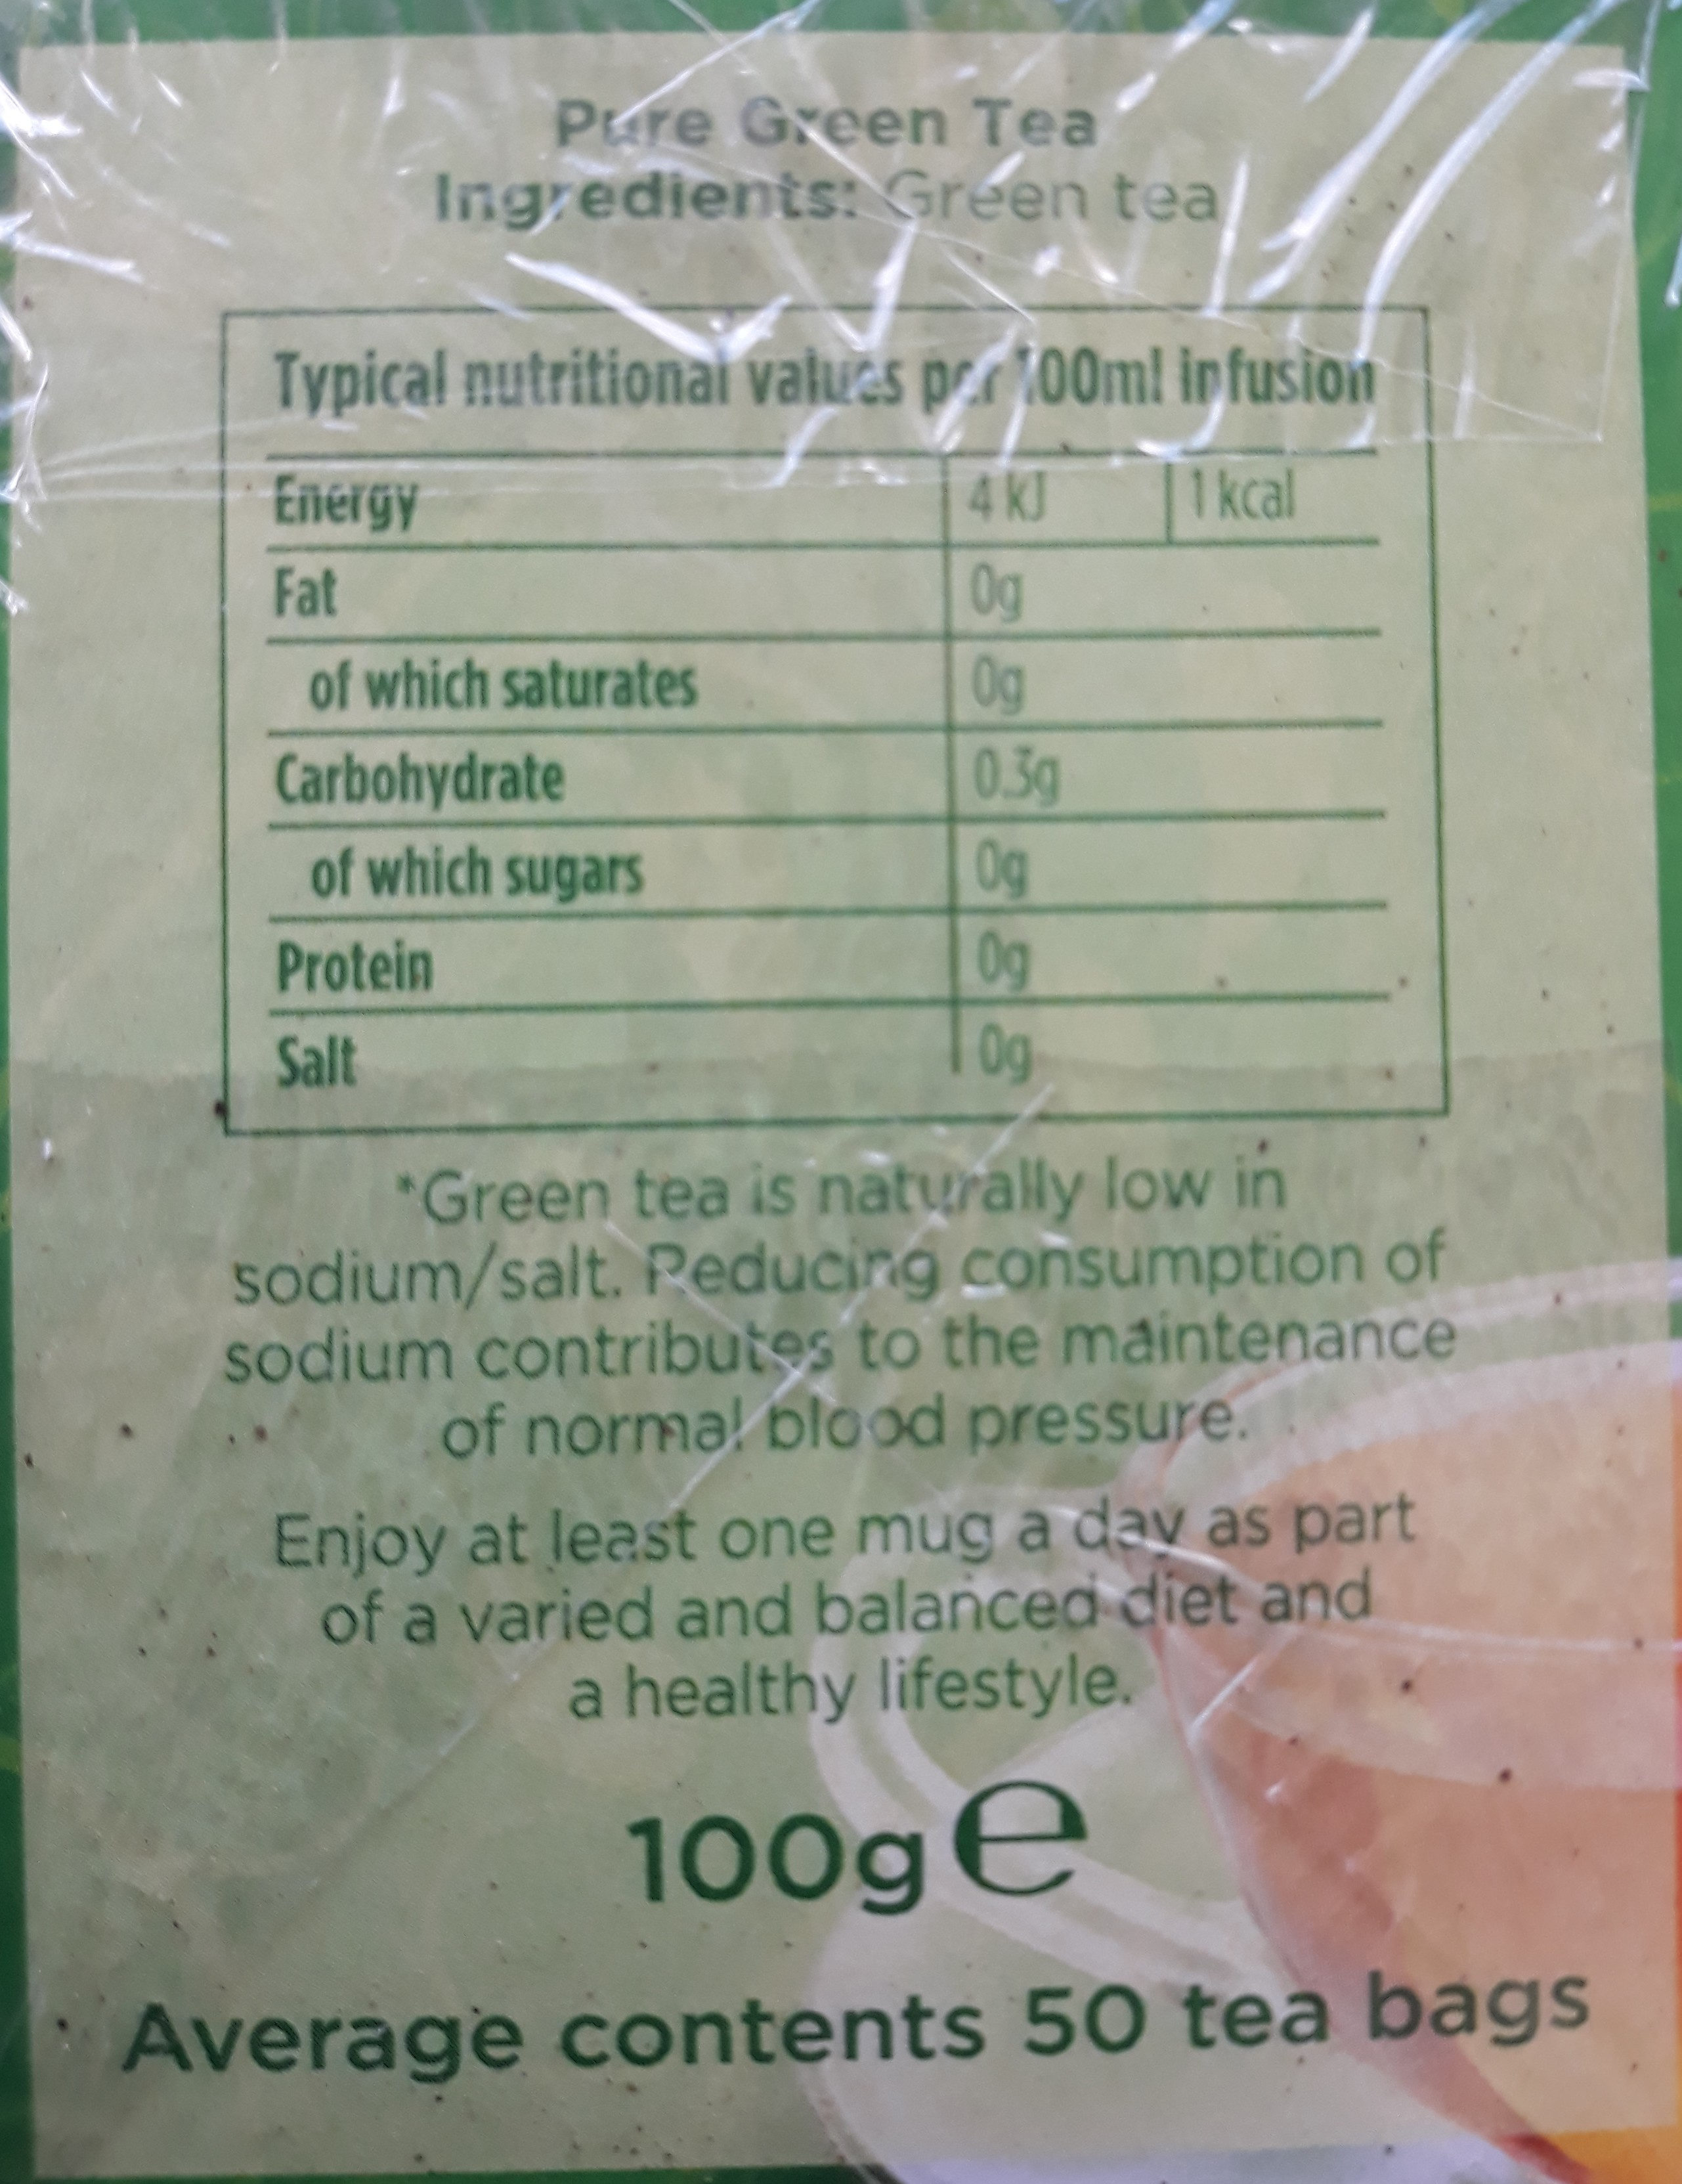 Pure Green Tea
Ingredients: Green tea
Typical nutritional values per 100ml infusion
Energy 4 kJ 1 kcal
Fat 0g
of which saturates 0g
Carbohydrate 0.3g
of which sugars 0g
Protein 0g
Salt 0g
*Green tea is naturally low in
sodium/salt. Reducing consumption of
sodium contributes to the maintenance
of normal blood pressure.
Enjoy at least one mug a day as part
of a varied and balanced diet and
a healthy lifestyle.
100g e
Average contents 50 tea bags